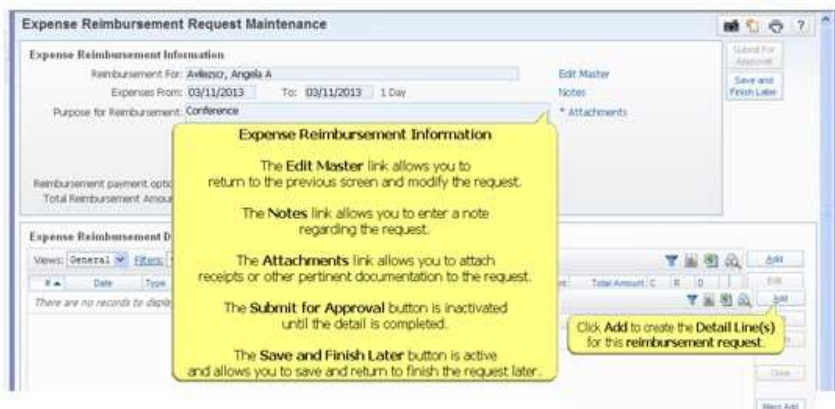 Expense Reimbursement Request Maintenance
?
Expense Reimbursement Information
Submit For
Approval
Reimbursement For: Angela A
Edit Master
Save and
Finish Later
Expenses From: 03/11/2013 To: 03/11/2013 1 Day
Notes
Purpose for Reimbursement: Conference
* Attachments
Reimbursement payment
Total Reimbursement
Expense Reimbursement Information
The Edit Master link allows you to
return to the previous screen and modify the request.
The Notes link allows you to enter a note
regarding the request.
The Attachments link allows you to attach
receipts or other pertinent documentation to the request.
The Submit for Approval button is inactivated
until the detail is completed.
The Save and Finish Later button is active
and allows you to save and return to finish the request later.
Expense Reimbursement D
Views: General Filters:
Add
# Date Type
Total Amount C R D
Edit
There are no records to
Add
Click Add to create the Detail Line(s)
for this reimbursement request.
Clone
Mass Add